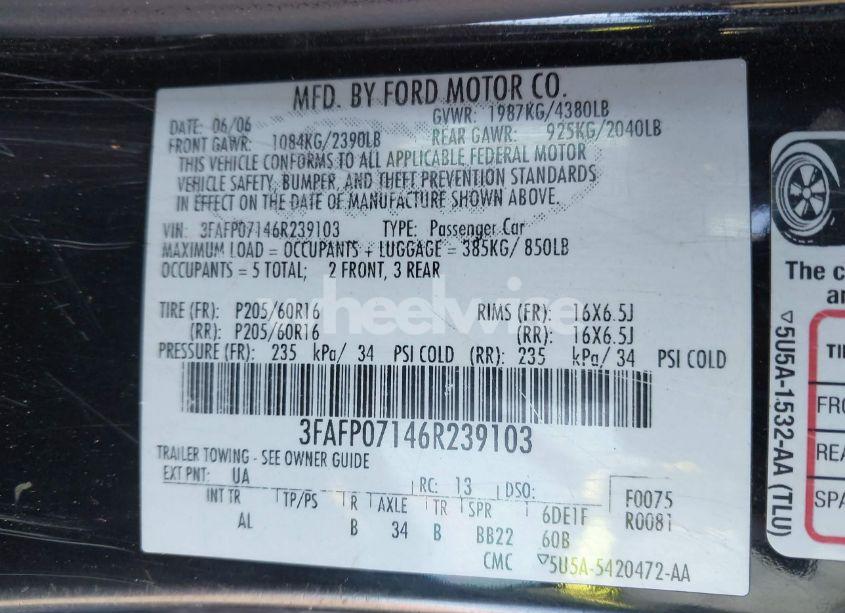 MFD. BY FORD MOTOR CO.
DATE: 06/06 GVWR: 1987KG/4380LB
FRONT GAWR: 1084KG/2390LB REAR GAWR: 925KG/2040LB
THIS VEHICLE CONFORMS TO ALL APPLICABLE FEDERAL MOTOR
VEHICLE SAFETY, BUMPER, AND THEFT PREVENTION STANDARDS
IN EFFECT ON THE DATE OF MANUFACTURE SHOWN ABOVE.
VIN: 3FAFP07146R239103 TYPE: Passenger Car
MAXIMUM LOAD = OCCUPANTS + LUGGAGE = 385KG/ 850LB
OCCUPANTS = 5 TOTAL; 2 FRONT, 3 REAR
wheelwire
TIRE (FR): P205/60R16 RIMS (FR): 16X6.5J
(RR): P205/60R16 (RR): 16X6.5J
PRESSURE (FR): 235 kPa/ 34 PSI COLD (RR): 235 kPa/ 34 PSI COLD
3FAFP07146R239103
TRAILER TOWING - SEE OWNER GUIDE
EXT PNT: UA RC: 13 DSO: F0075
INT TR TP/PS R AXLE TR SPR 6DE1F R0081
AL B 34 B BB22 60B
CMC ▽5U5A-5420472-AA
▽5U5A-1532-AA (TLU)
The c
an
TI
FRO
REA
SPA